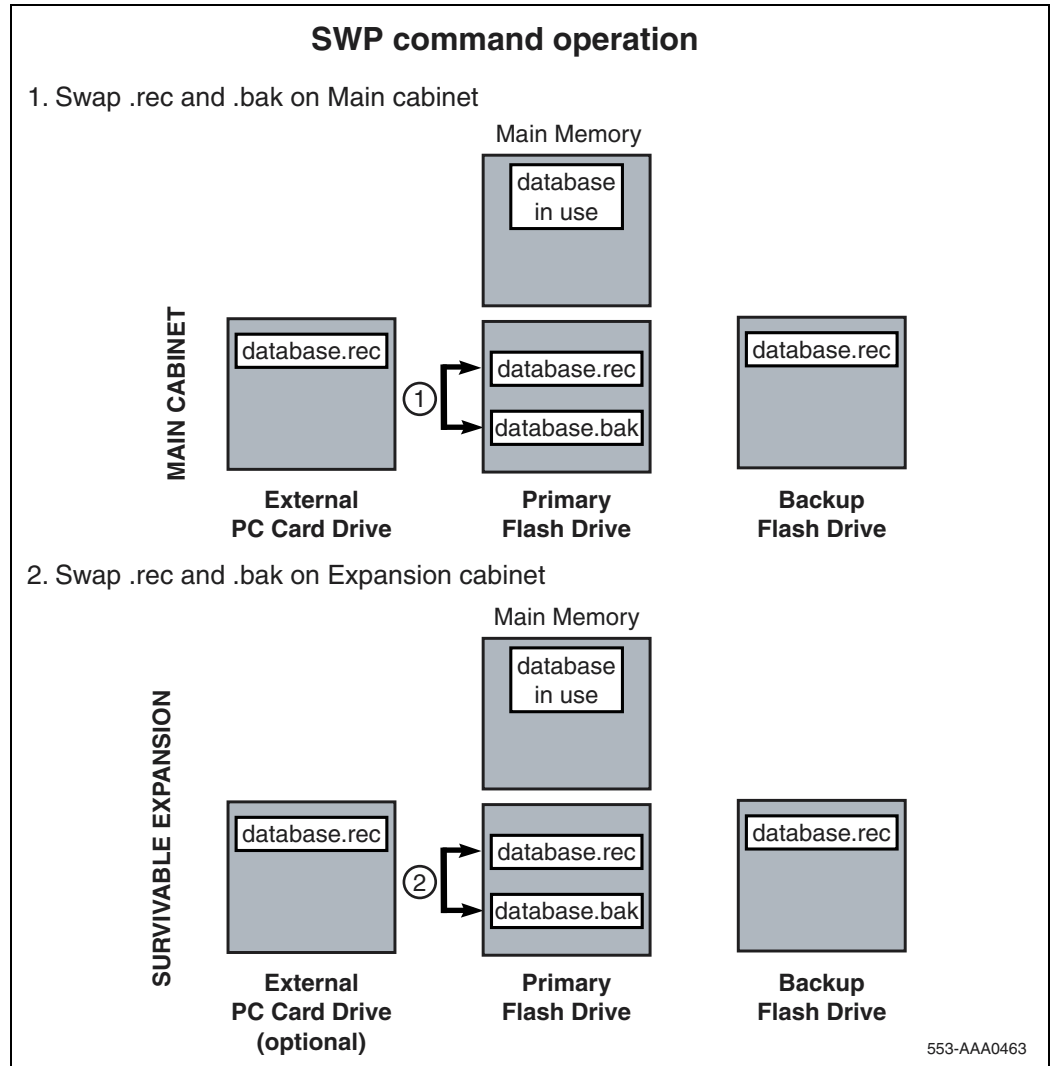 SWP command operation
1. Swap .rec and .bak on Main cabinet
Main Memory
database
in use
MAIN CABINET
database.rec
1
database.rec
database.bak
database.rec
External
PC Card Drive
Primary
Flash Drive
Backup
Flash Drive
2. Swap .rec and .bak on Expansion cabinet
Main Memory
database
in use
SURVIVABLE EXPANSION
database.rec
2
database.rec
database.bak
database.rec
External
PC Card Drive
(optional)
Primary
Flash Drive
Backup
Flash Drive
553-AAA0463